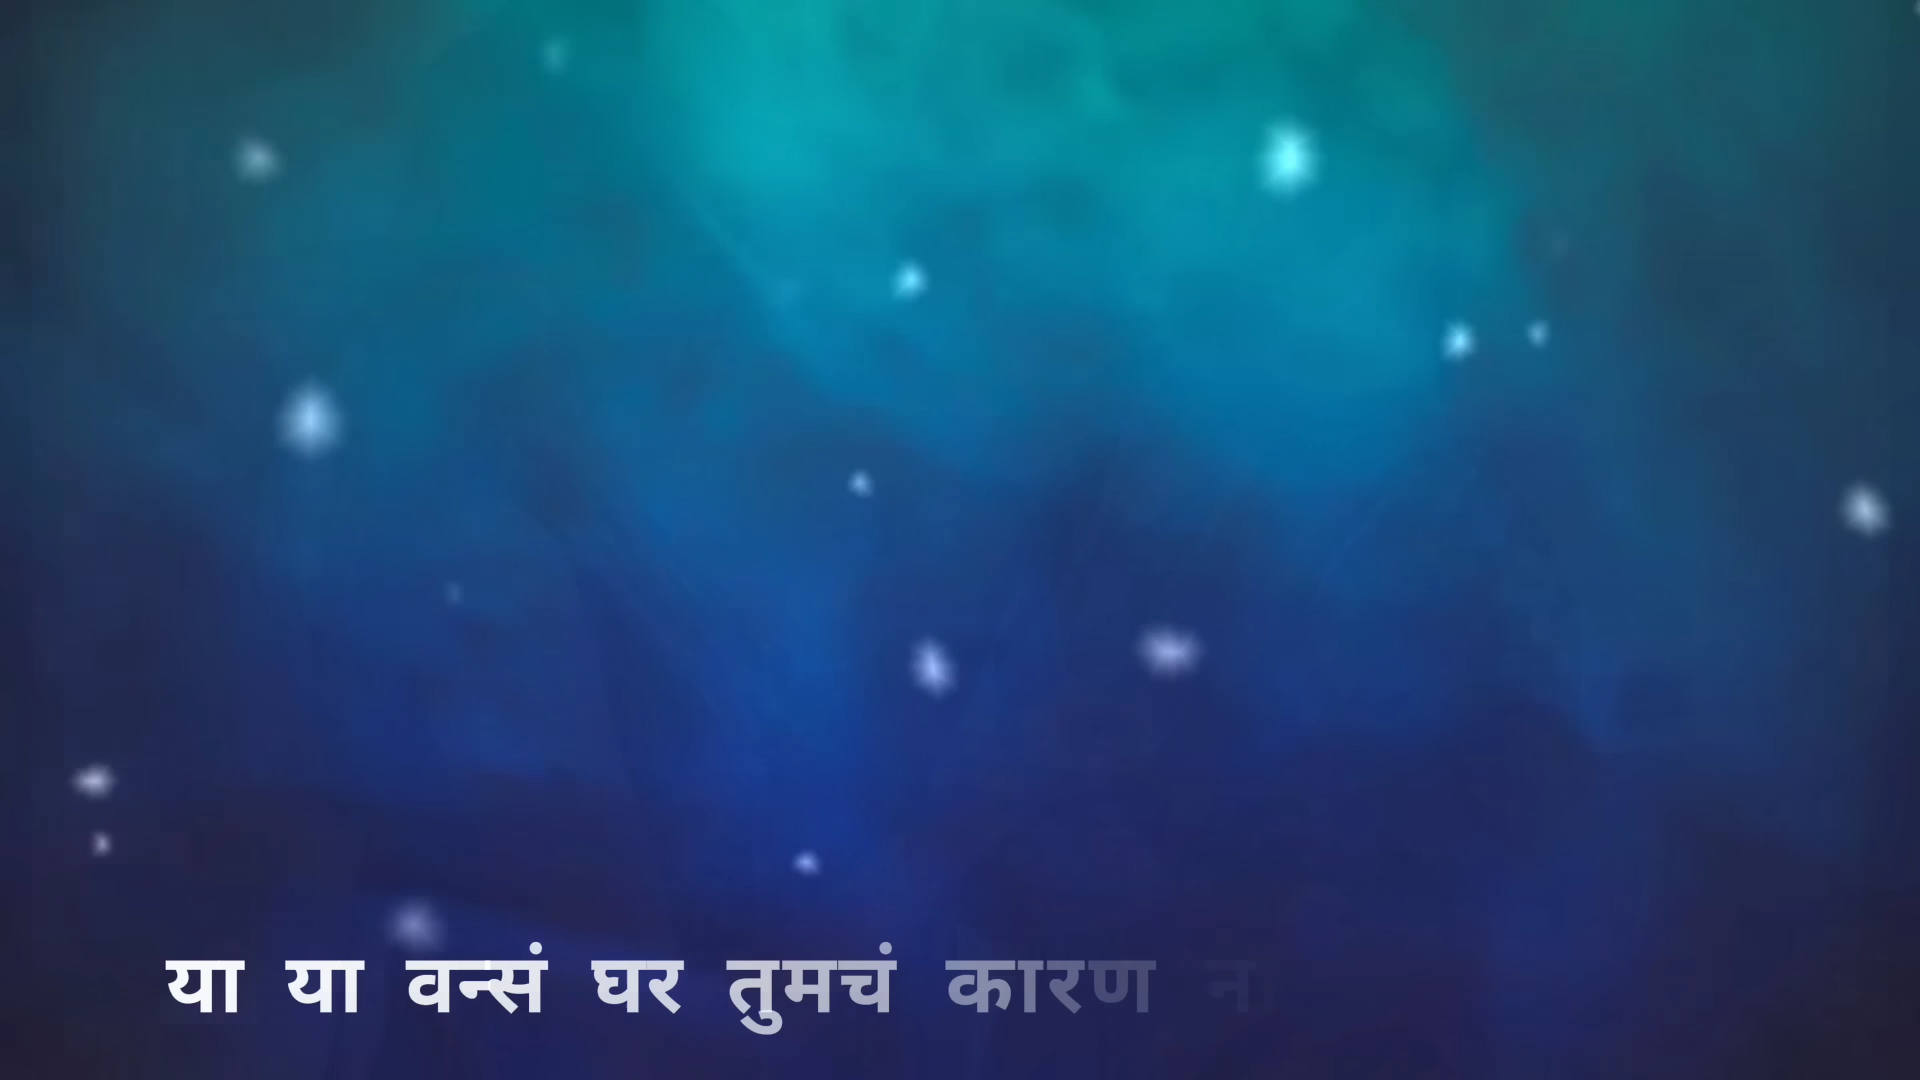 या या वन्सं घर तुमचं कारण न